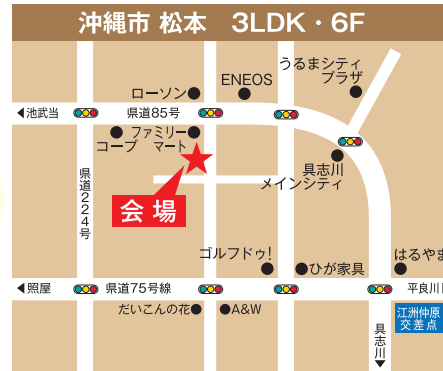 沖縄市 松本　3LDK・6F
うるまシティ
プラザ
ENEOS
ローソン
◀池武当
県道85号
ファミリー
マート
コープ
具志川
メインシティ
県道224号
会場
ゴルフドゥ!
ひが家具
はるやま
◀照屋
県道75号線
平良川
だいこんの花
A&W
江洲仲原
交差点
具志川▼